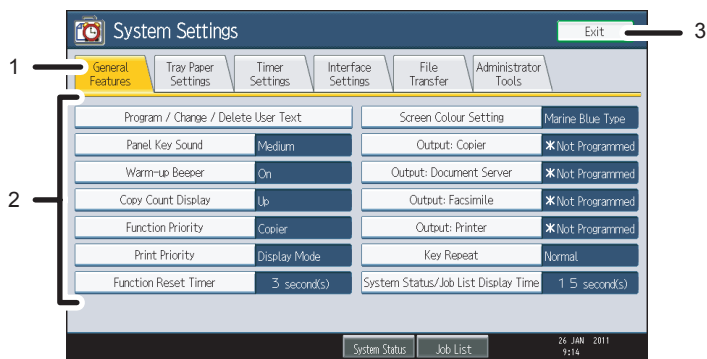 System Settings
Exit
3
1
General Features
Tray Paper Settings
Timer Settings
Interface Settings
File Transfer
Administrator Tools
2
Program / Change / Delete User Text
Screen Colour Setting Marine Blue Type
Panel Key Sound Medium
Output: Copier ✱Not Programmed
Warm-up Beeper On
Output: Document Server ✱Not Programmed
Copy Count Display Up
Output: Facsimile ✱Not Programmed
Function Priority Copier
Output: Printer ✱Not Programmed
Print Priority Display Mode
Key Repeat Normal
Function Reset Timer 3 second(s)
System Status/Job List Display Time 15 second(s)
System Status
Job List
26 JAN 2011
9:14